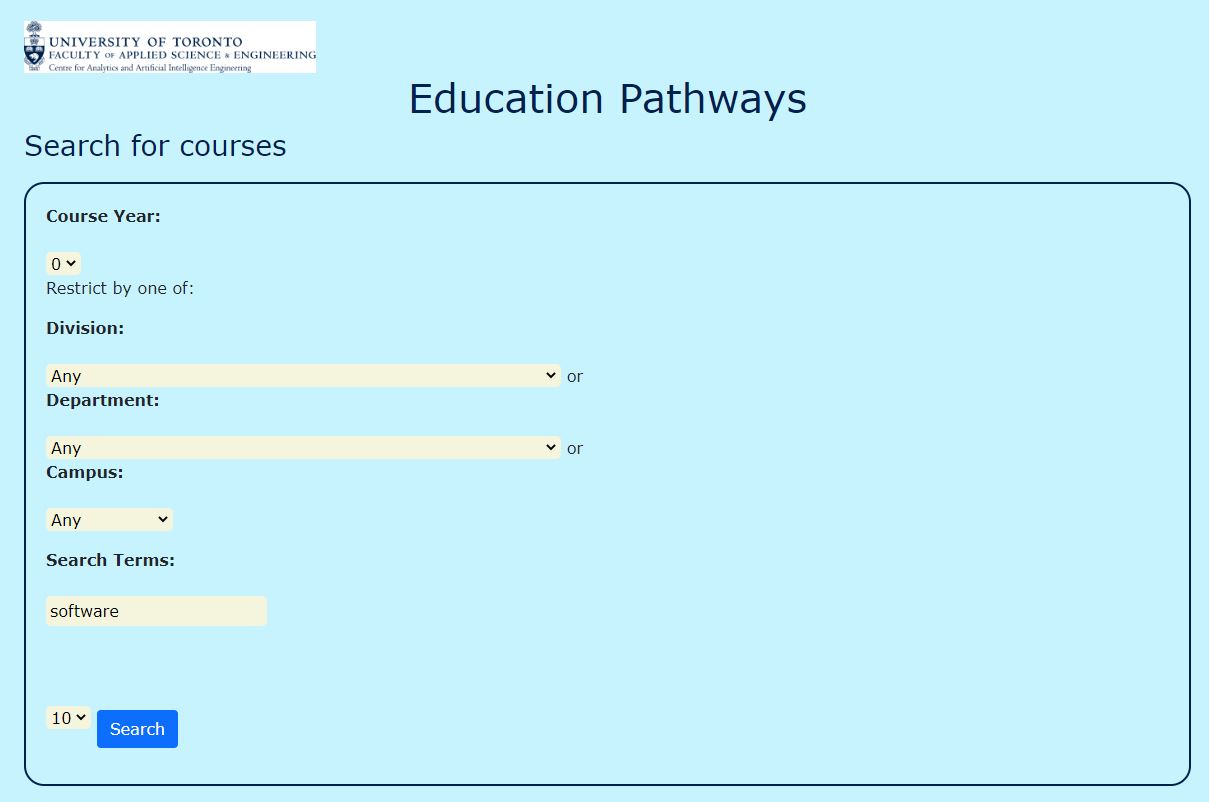 UNIVERSITY OF TORONTO
FACULTY OF APPLIED SCIENCE & ENGINEERING
Centre for Analytics and Artificial Intelligence Engineering
Education Pathways
Search for courses
Course Year:
0
Restrict by one of:
Division:
Any or
Department:
Any or
Campus:
Any
Search Terms:
software
10 Search